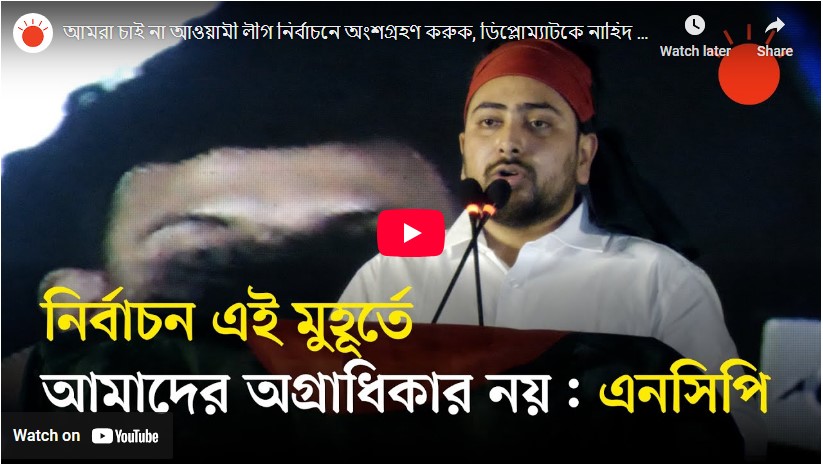 আমরা চাই না আওয়ামী লীগ নির্বাচনে অংশগ্রহণ করুক, ডিপ্লোম্যাটকে নাহিদ ...
Watch later
Share
নির্বাচন এই মুহূর্তে
আমাদের অগ্রাধিকার নয় : এনসিপি
Watch on YouTube